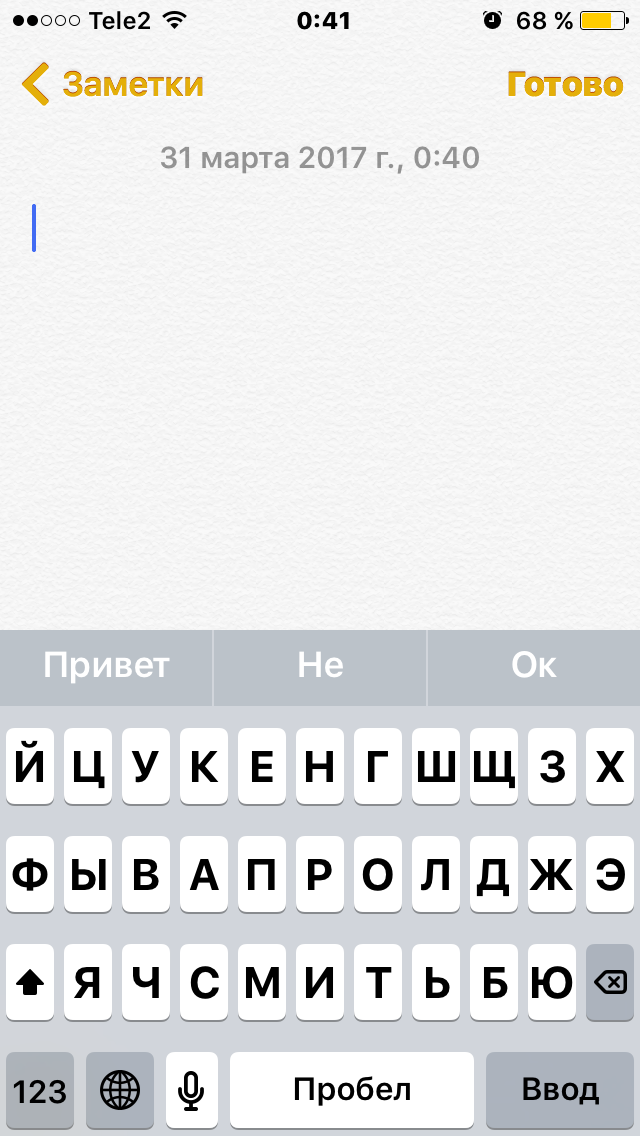 Tele2 0:41 68 %
Заметки Готово
31 марта 2017 г., 0:40
Привет Не Ок
Й Ц У К Е Н Г Ш Щ З Х
Ф Ы В А П Р О Л Д Ж Э
Я Ч С М И Т Ь Б Ю
123 Пробел Ввод